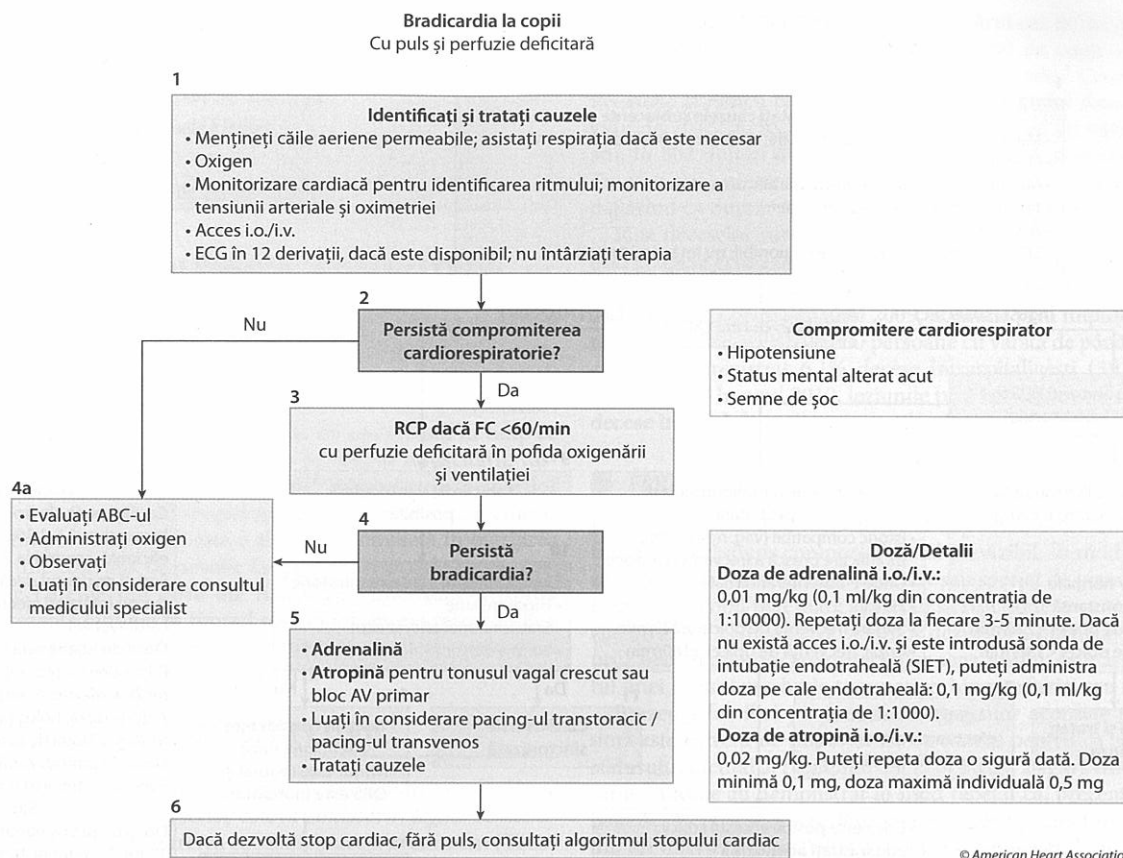 Bradicardia la copii
Cu puls și perfuzie deficitară
1
Identificați și tratați cauzele
• Mențineți căile aeriene permeabile; asistați respirația dacă este necesar
• Oxigen
• Monitorizare cardiacă pentru identificarea ritmului; monitorizare a
tensiunii arteriale și oximetriei
• Acces i.o./i.v.
• ECG în 12 derivații, dacă este disponibil; nu întârziați terapia
2
Nu
Persistă compromiterea
cardiorespiratorie?
Da
Compromitere cardiorespirator
• Hipotensiune
• Status mental alterat acut
• Semne de șoc
3
RCP dacă FC <60/min
cu perfuzie deficitară în pofida oxigenării
și ventilației
4a
• Evaluați ABC-ul
• Administrați oxigen
• Observați
• Luați în considerare consultul
medicului specialist
4
Nu
Persistă
bradicardia?
Da
5
• Adrenalină
• Atropină pentru tonusul vagal crescut sau
bloc AV primar
• Luați în considerare pacing-ul transtoracic /
pacing-ul transvenos
• Tratați cauzele
Doză/Detalii
Doza de adrenalină i.o./i.v.:
0,01 mg/kg (0,1 ml/kg din concentrația de
1:10000). Repetați doza la fiecare 3-5 minute. Dacă
nu există acces i.o./i.v. și este introdusă sonda de
intubație endotraheală (SIET), puteți administra
doza pe cale endotraheală: 0,1 mg/kg (0,1 ml/kg
din concentrația de 1:1000).
Doza de atropină i.o./i.v.:
0,02 mg/kg. Puteți repeta doza o sigură dată. Doza
minimă 0,1 mg, doza maximă individuală 0,5 mg
6
Dacă dezvoltă stop cardiac, fără puls, consultați algoritmul stopului cardiac
© American Heart Association